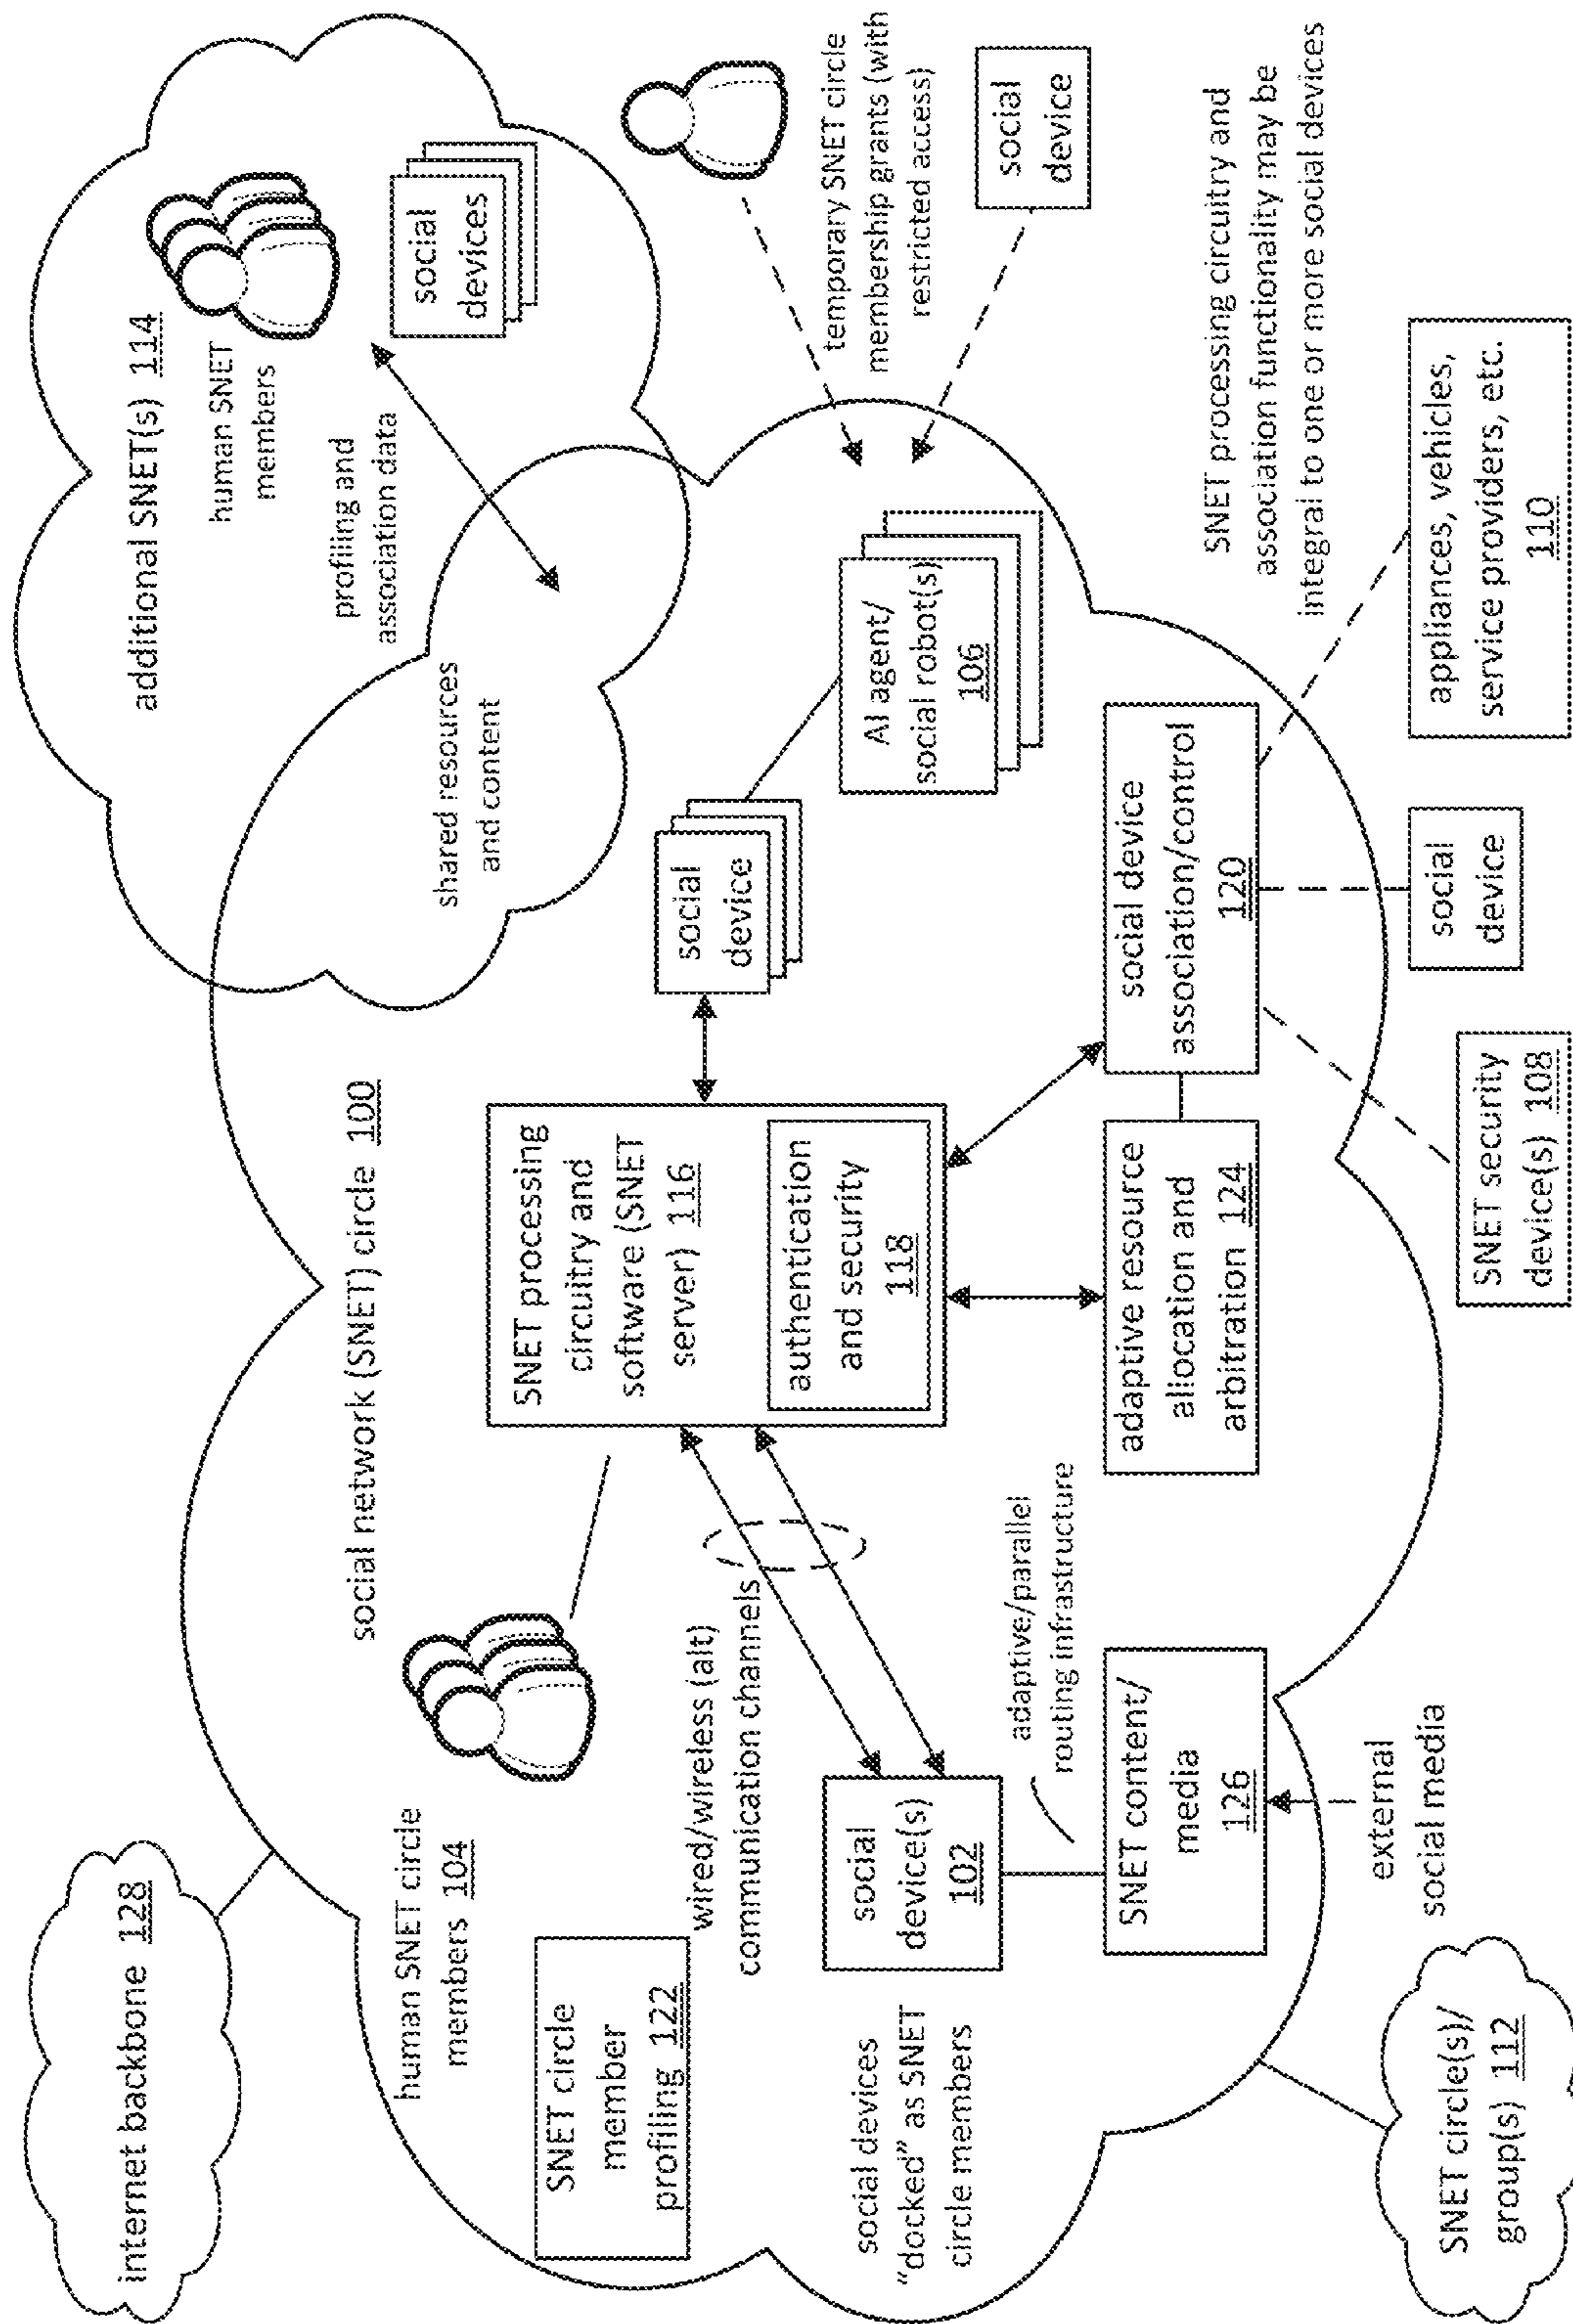 internet backbone 128
social network (SNET) circle 100
additional SNET(s) 114
human SNET
members
social
devices
profiling and
association data
shared resources
and content
human SNET circle
members 104
SNET circle
member
profiling 122
wired/wireless (alt)
communication channels
SNET processing
circuitry and
software (SNET
server) 116
authentication
and security
118
social
device
AI agent/
social robot(s)
106
temporary SNET circle
membership grants (with
restricted access)
social
device
social devices
“docked” as SNET
circle members
social
device(s)
102
adaptive/parallel
routing infrastructure
SNET content/
media
126
adaptive resource
allocation and
arbitration 124
social device
association/control
120
SNET processing circuitry and
association functionality may be
integral to one or more social devices
SNET circle(s)/
group(s) 112
external
social media
SNET security
device(s) 108
social
device
appliances, vehicles,
service providers, etc.
110